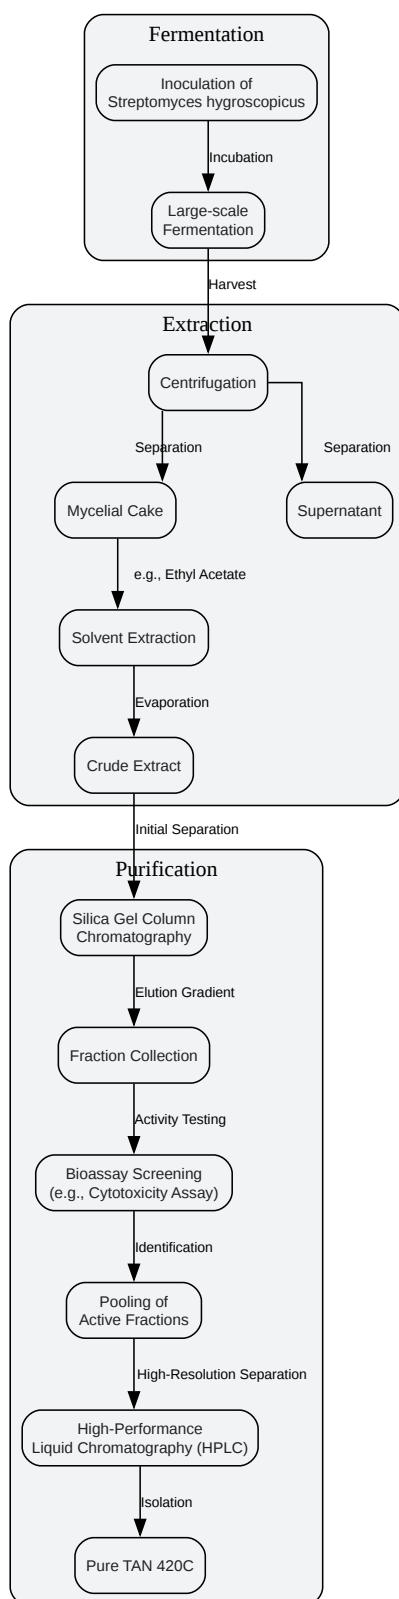 Fermentation
Inoculation of
Streptomyces hygroscopicus
Incubation
Large-scale
Fermentation
Harvest
Extraction
Centrifugation
Separation
Separation
Mycelial Cake
Supernatant
e.g., Ethyl Acetate
Solvent Extraction
Evaporation
Crude Extract
Initial Separation
Purification
Silica Gel Column
Chromatography
Elution Gradient
Fraction Collection
Activity Testing
Bioassay Screening
(e.g., Cytotoxicity Assay)
Identification
Pooling of
Active Fractions
High-Resolution Separation
High-Performance
Liquid Chromatography (HPLC)
Isolation
Pure TAN 420C